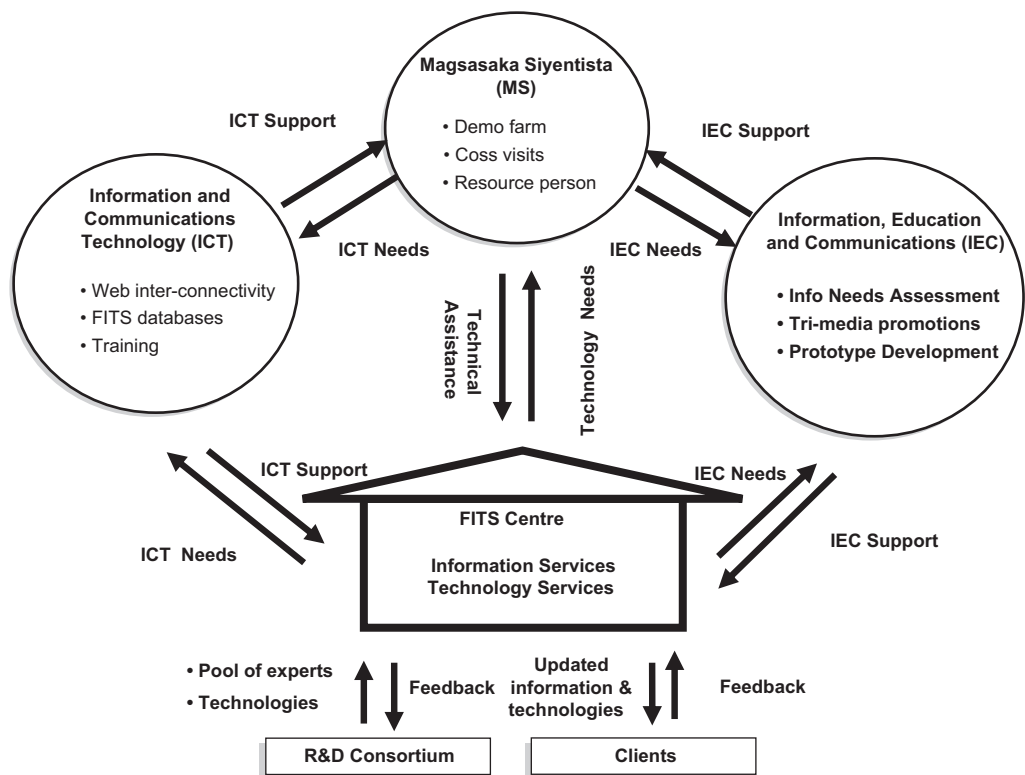 Magsasaka Siyentista
(MS)
• Demo farm
• Coss visits
• Resource person
ICT Support
IEC Support
Information and
Communications
Technology (ICT)
• Web inter-connectivity
• FITS databases
• Training
ICT Needs
IEC Needs
Information, Education
and Communications (IEC)
• Info Needs Assessment
• Tri-media promotions
• Prototype Development
Technical
Assistance
Technology Needs
ICT Support
ICT Needs
IEC Needs
IEC Support
FITS Centre
Information Services
Technology Services
• Pool of experts
• Technologies
Feedback
Updated
information &
technologies
Feedback
R&D Consortium
Clients